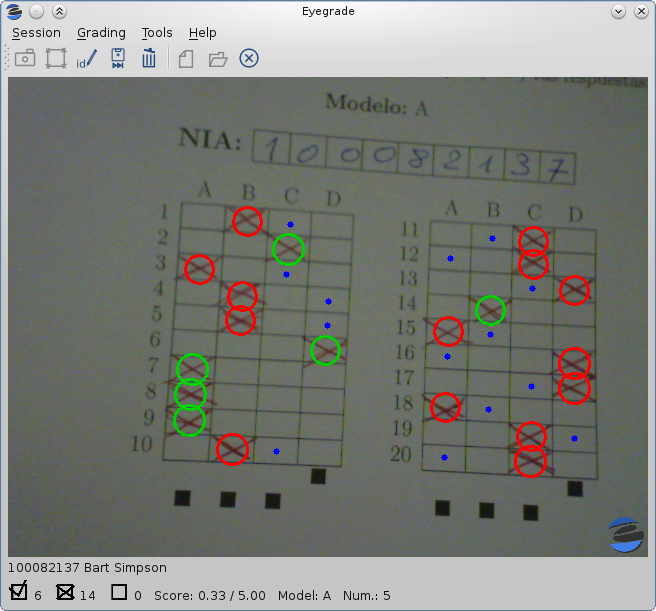 Eyegrade
Session Grading Tools Help
id
respuestas
Modelo: A
NIA: 1 0 0 0 8 2 1 3 7
A B C D
1
2
3
4
5
6
7
8
9
10
A B C D
11
12
13
14
15
16
17
18
19
20
100082137 Bart Simpson
6 14 0 Score: 0.33 / 5.00 Model: A Num.: 5